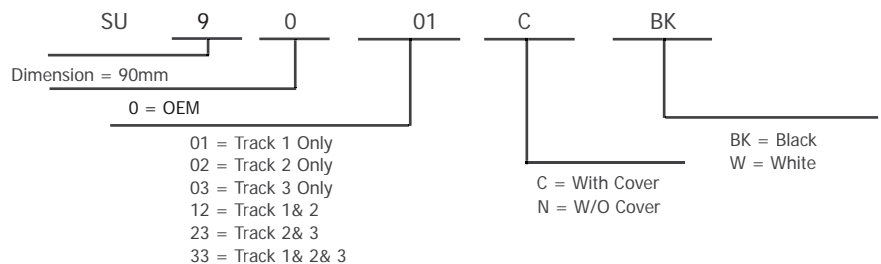 SU 9 0 01 C BK
Dimension = 90mm
0 = OEM
01 = Track 1 Only
02 = Track 2 Only
03 = Track 3 Only
12 = Track 1& 2
23 = Track 2& 3
33 = Track 1& 2& 3
C = With Cover
N = W/O Cover
BK = Black
W = White